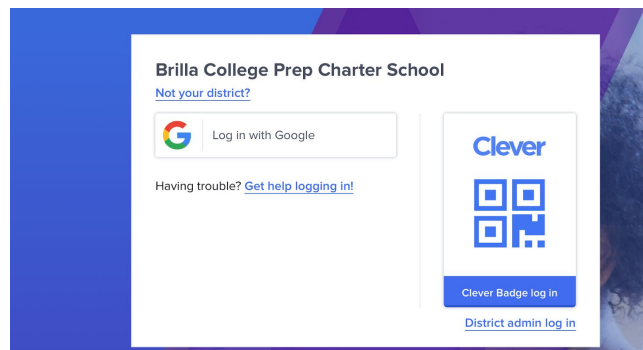 Brilla College Prep Charter School
Not your district?
Log in with Google
Having trouble? Get help logging in!
Clever
Clever Badge log in
District admin log in